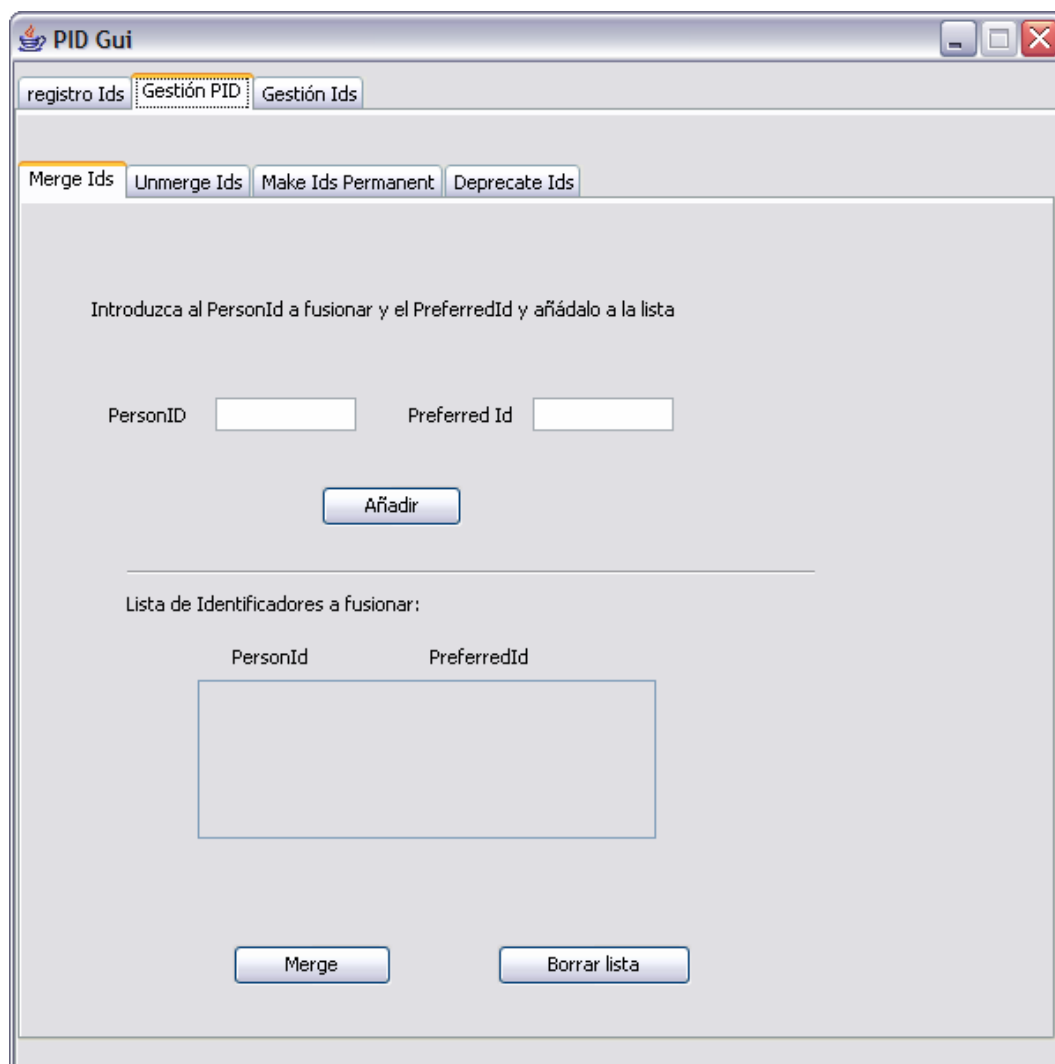 PID Gui
registro Ids Gestión PID Gestión Ids
Merge Ids Unmerge Ids Make Ids Permanent Deprecate Ids
Introduzca al PersonId a fusionar y el PreferredId y añádalo a la lista
PersonID Preferred Id
Añadir
Lista de Identificadores a fusionar:
PersonId PreferredId
Merge Borrar lista